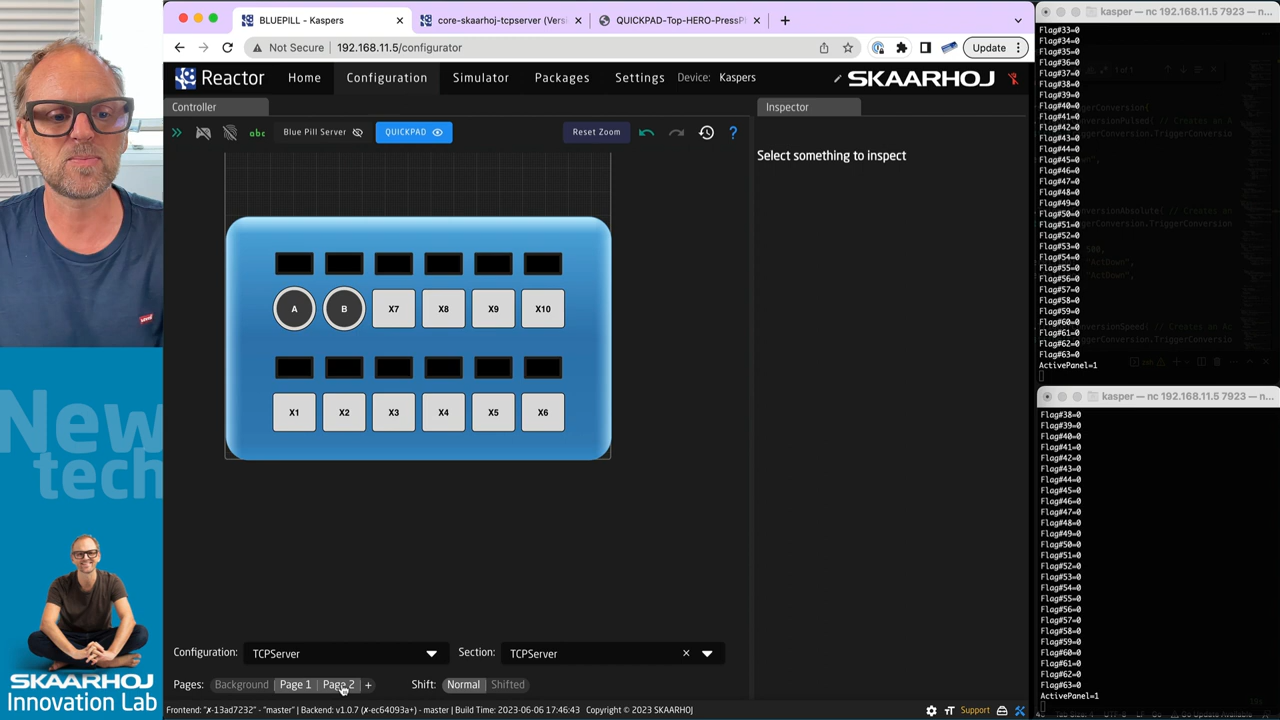 BLUEPILL - Kaspers
core-skaarhoj-tcpserver (Versi
QUICKPAD-Top-HERO-PressPi
Not Secure
192.168.11.5/configurator
Update
Reactor
Home
Configuration
Simulator
Packages
Settings
Device:
Kaspers
SKAARHOJ
Controller
Inspector
abc
Blue Pill Server
QUICKPAD
Reset Zoom
?
Select something to inspect
A
B
X7
X8
X9
X10
X1
X2
X3
X4
X5
X6
Configuration:
TCPServer
Section:
TCPServer
Pages:
Background
Page 1
Page 2
Shift:
Normal
Shifted
Frontend: "x-13ad7232" - "master" | Backend: v1.0.7 (x-ec64093a+) - master | Build Time: 2023-06-06 17:46:43 Copyright © 2023 SKAARHOJ
Support
New
tech
SKAARHOJ
Innovation Lab
kasper — nc 192.168.11.5 7923 — n...
Flag#33=0
Flag#34=0
Flag#35=0
Flag#36=0
Flag#37=0
Flag#38=0
Flag#39=0
Flag#40=0
Flag#41=0
Flag#42=0
Flag#43=0
Flag#44=0
Flag#45=0
Flag#46=0
Flag#47=0
Flag#48=0
Flag#49=0
Flag#50=0
Flag#51=0
Flag#52=0
Flag#53=0
Flag#54=0
Flag#55=0
Flag#56=0
Flag#57=0
Flag#58=0
Flag#59=0
Flag#60=0
Flag#61=0
Flag#62=0
Flag#63=0
ActivePanel=1
kasper — nc 192.168.11.5 7923 — n...
Flag#38=0
Flag#39=0
Flag#40=0
Flag#41=0
Flag#42=0
Flag#43=0
Flag#44=0
Flag#45=0
Flag#46=0
Flag#47=0
Flag#48=0
Flag#49=0
Flag#50=0
Flag#51=0
Flag#52=0
Flag#53=0
Flag#54=0
Flag#55=0
Flag#56=0
Flag#57=0
Flag#58=0
Flag#59=0
Flag#60=0
Flag#61=0
Flag#62=0
Flag#63=0
ActivePanel=1